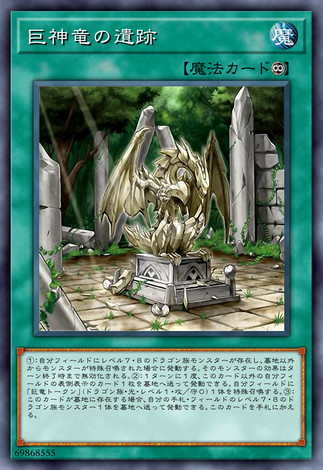 巨神竜の遺跡
魔
【魔法カード♾】
①:自分フィールドにレベル7・8のドラゴン族モンスターが存在し、墓地以外
からモンスターが特殊召喚された場合に発動する。そのモンスターの効果はタ
ーン終了時まで無効化される。②:1ターンに1度、このカード以外の自分フィ
ールドの表側表示のカード1枚を墓地へ送って発動できる。自分フィールドに
「巨竜トークン」(ドラゴン族・光・レベル1・攻/守0)1体を特殊召喚する。③:
このカードが墓地に存在する場合、自分の手札・フィールドのレベル7・8のド
ラゴン族モンスター1体を墓地へ送って発動できる。このカードを手札に加え
る。
69868555